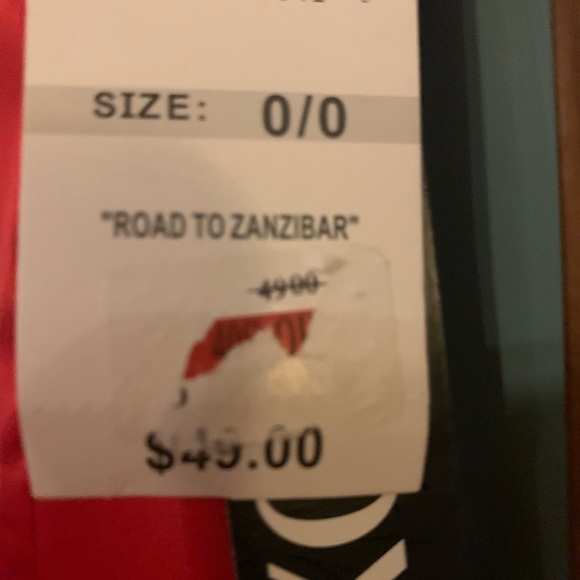 SIZE: 0/0
"ROAD TO ZANZIBAR"
4900
$49.00